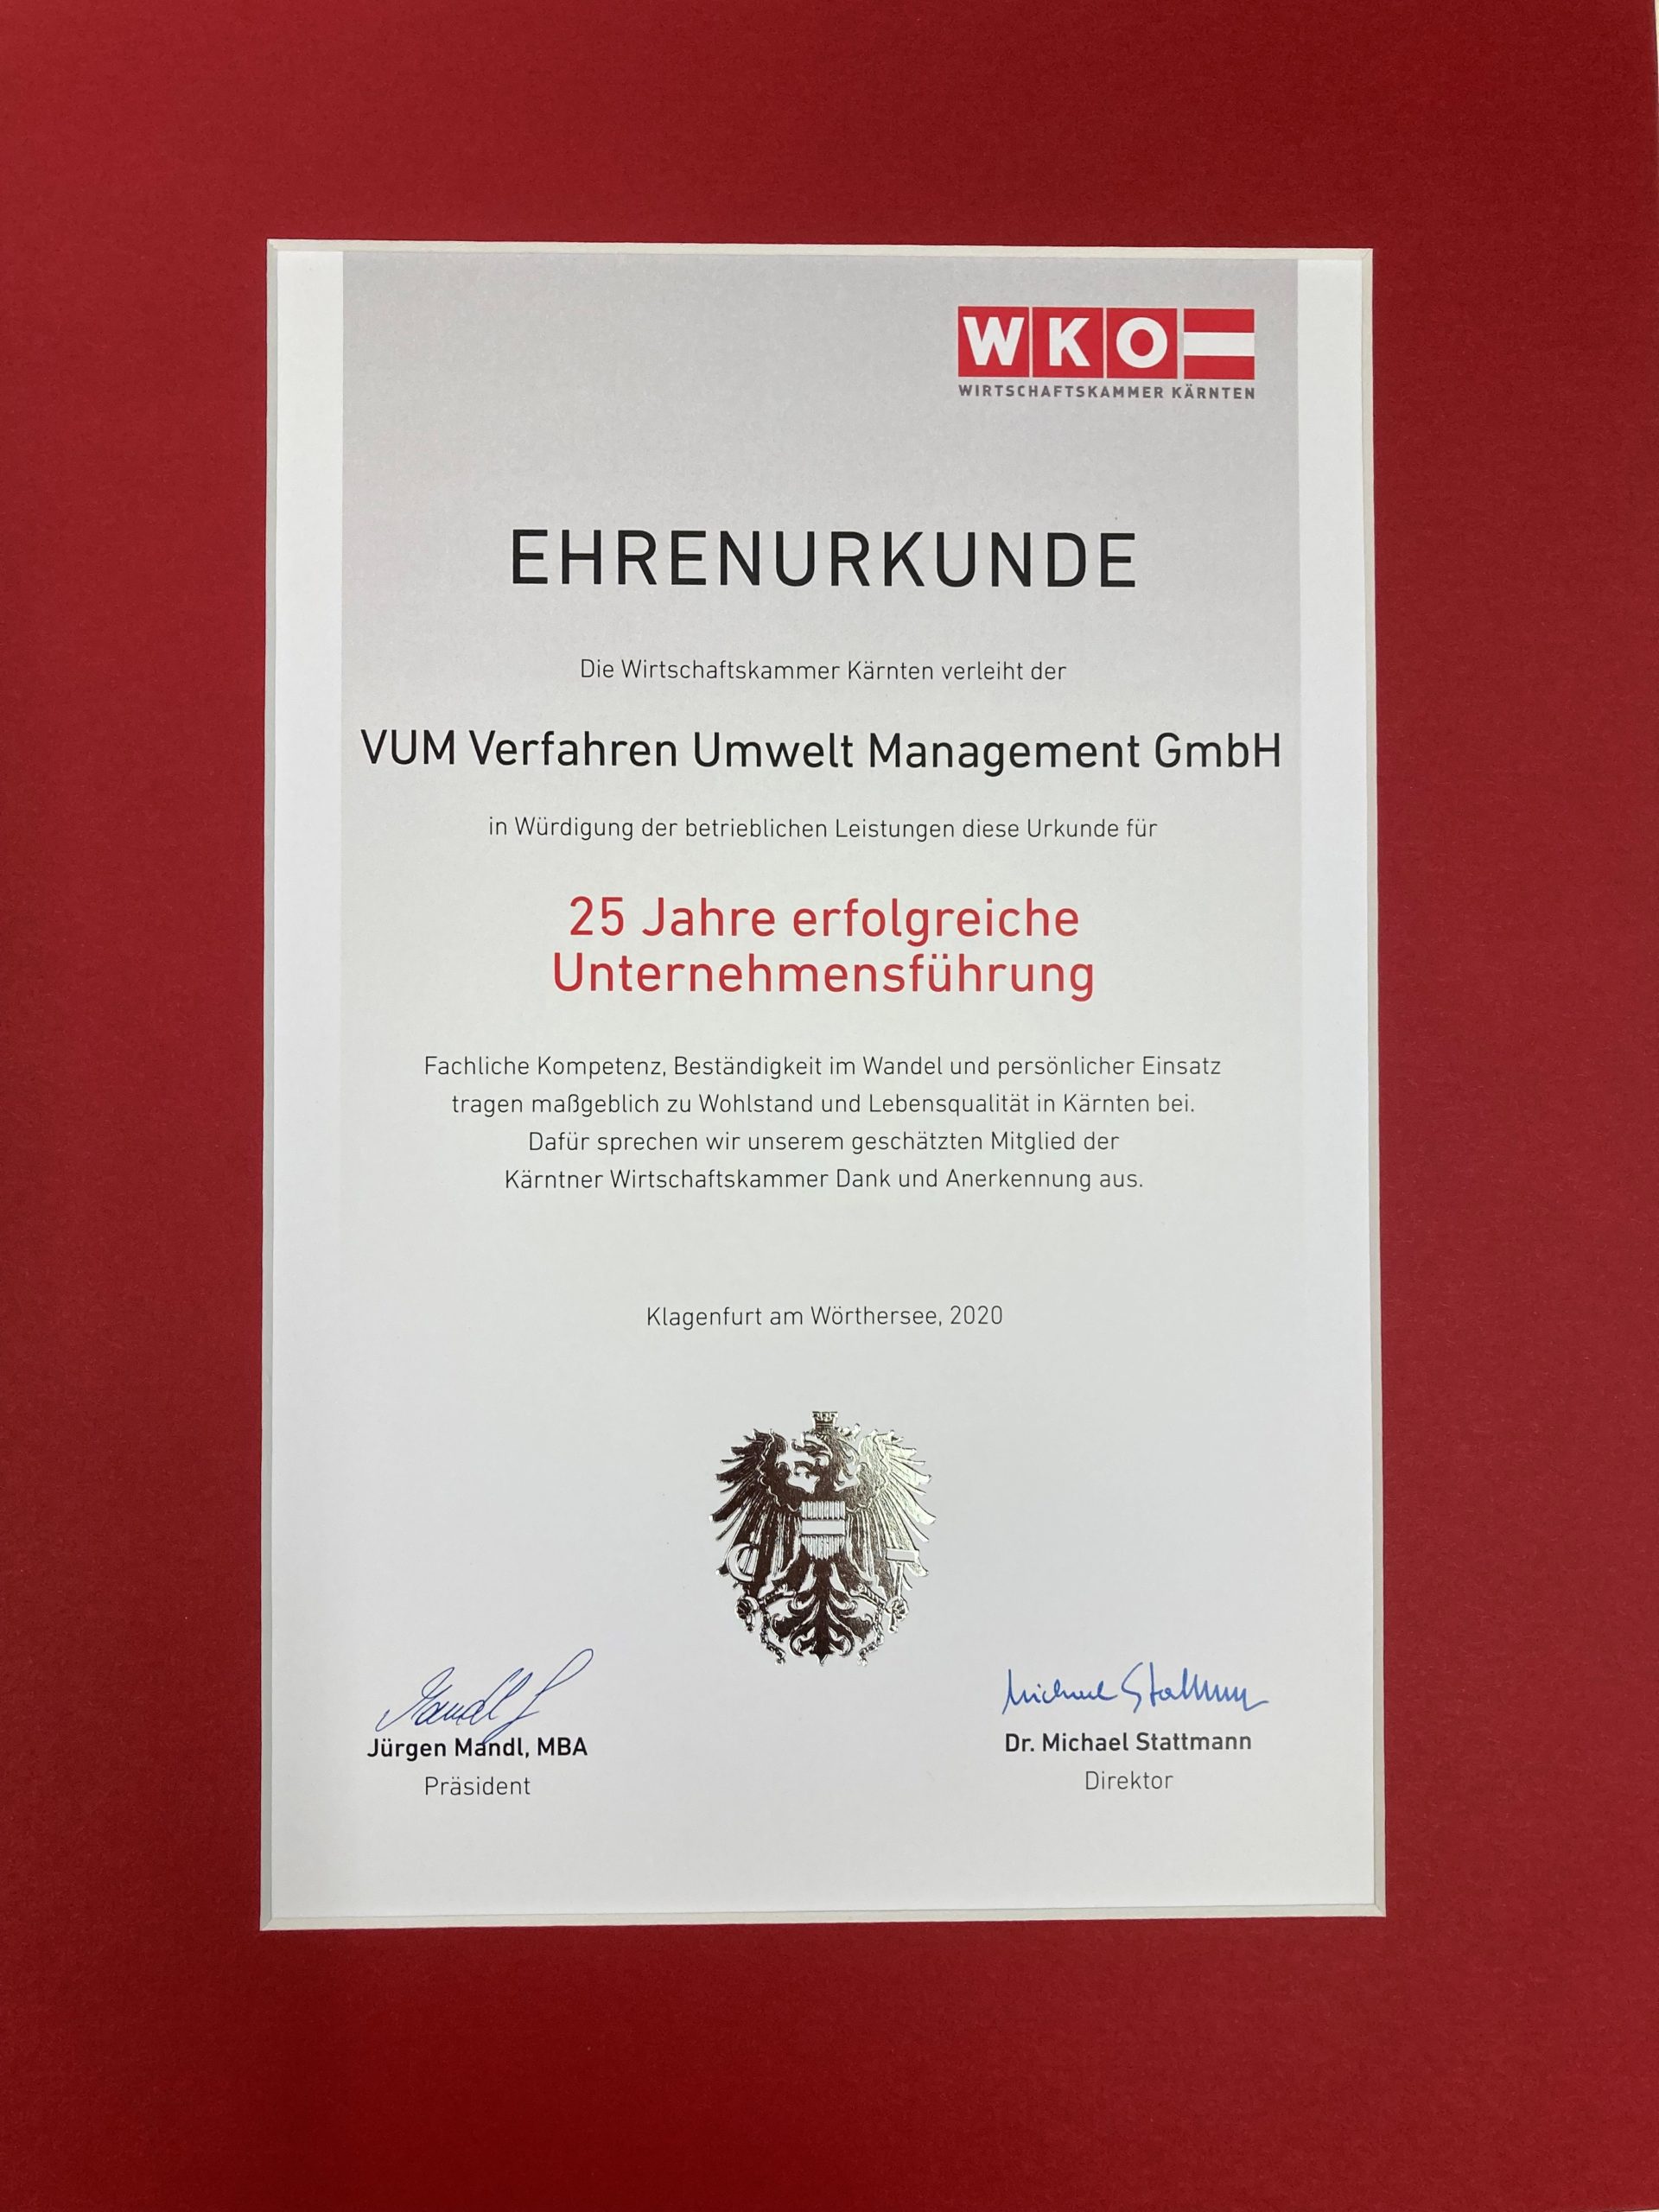 WKO
WIRTSCHAFTSKAMMER KÄRNTEN
EHRENURKUNDE
Die Wirtschaftskammer Kärnten verleiht der
VUM Verfahren Umwelt Management GmbH
in Würdigung der betrieblichen Leistungen diese Urkunde für
25 Jahre erfolgreiche
Unternehmensführung
Fachliche Kompetenz, Beständigkeit im Wandel und persönlicher Einsatz
tragen maßgeblich zu Wohlstand und Lebensqualität in Kärnten bei.
Dafür sprechen wir unserem geschätzten Mitglied der
Kärntner Wirtschaftskammer Dank und Anerkennung aus.
Klagenfurt am Wörthersee, 2020
Mandl J
Jürgen Mandl, MBA
Präsident
Michael Stattmann
Dr. Michael Stattmann
Direktor